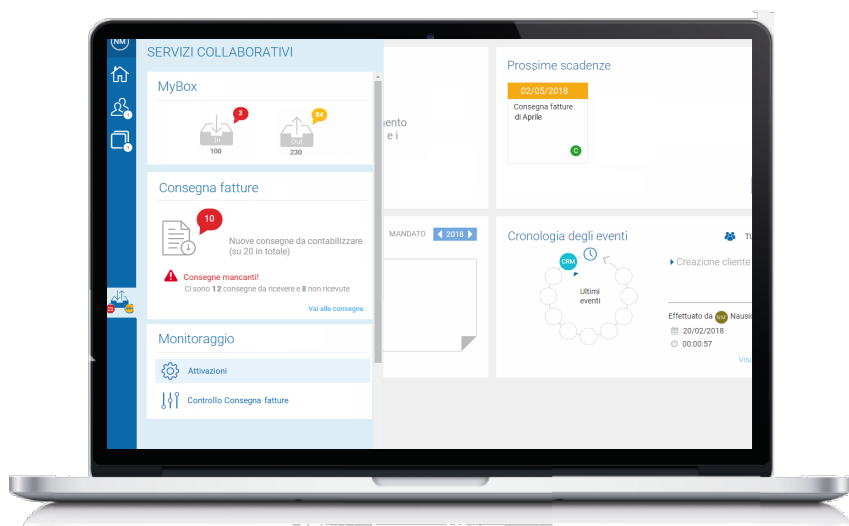 NM
SERVIZI COLLABORATIVI
MyBox
3
In
100
84
Out
230
Consegna fatture
10
Nuove consegne da contabilizzare
(su 20 in totale)
Consegne mancanti!
Ci sono 12 consegne da ricevere e 8 non ricevute
Vai alle consegne
Monitoraggio
Attivazioni
Controllo Consegna fatture
1
1
e i
MANDATO
2018
Prossime scadenze
02/05/2018
Consegna fatture
di Aprile
C
Cronologia degli eventi
CRM
Ultimi
eventi
Creazione cliente
Effettuato da NM
20/02/2018
00:00:57